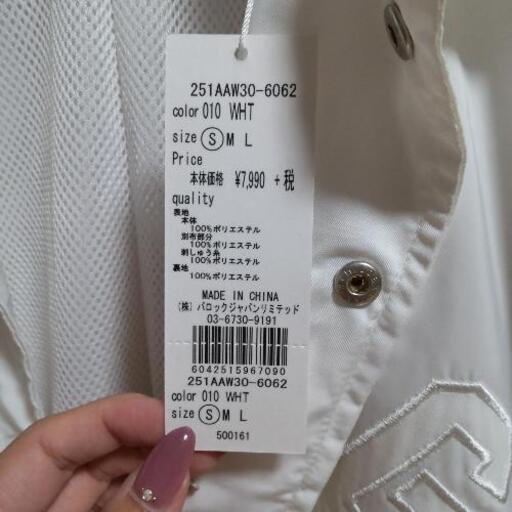 251AAW30-6062
color 010 WHT
size S M L
Price
本体価格 ¥7,990 +税
quality
表地
本体
100%ポリエステル
別布部分
100%ポリエステル
刺しゅう糸
100%ポリエステル
裏地
100%ポリエステル
MADE IN CHINA
(株)バロックジャパンリミテッド
03-6730-9191
6042515967090
251AAW30-6062
color 010 WHT
size S M L
500161